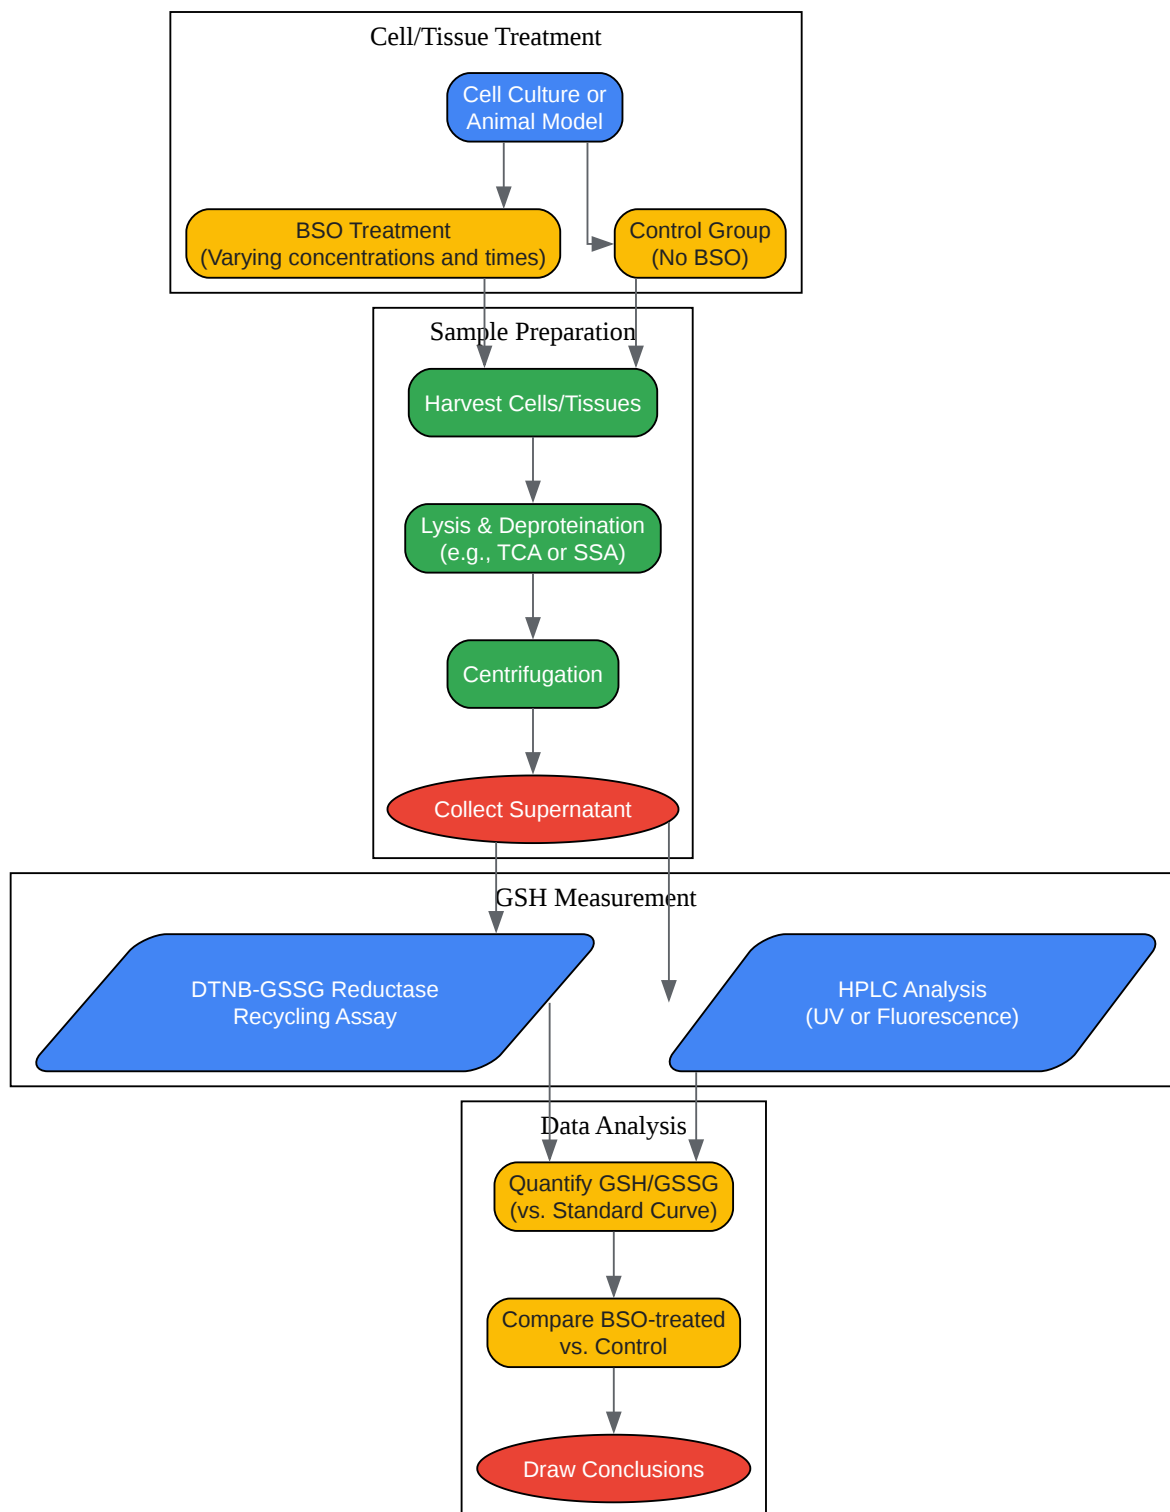 Cell/Tissue Treatment
Cell Culture or
Animal Model
BSO Treatment
(Varying concentrations and times)
Control Group
(No BSO)
Sample Preparation
Harvest Cells/Tissues
Lysis & Deproteination
(e.g., TCA or SSA)
Centrifugation
Collect Supernatant
GSH Measurement
DTNB-GSSG Reductase
Recycling Assay
HPLC Analysis
(UV or Fluorescence)
Data Analysis
Quantify GSH/GSSG
(vs. Standard Curve)
Compare BSO-treated
vs. Control
Draw Conclusions